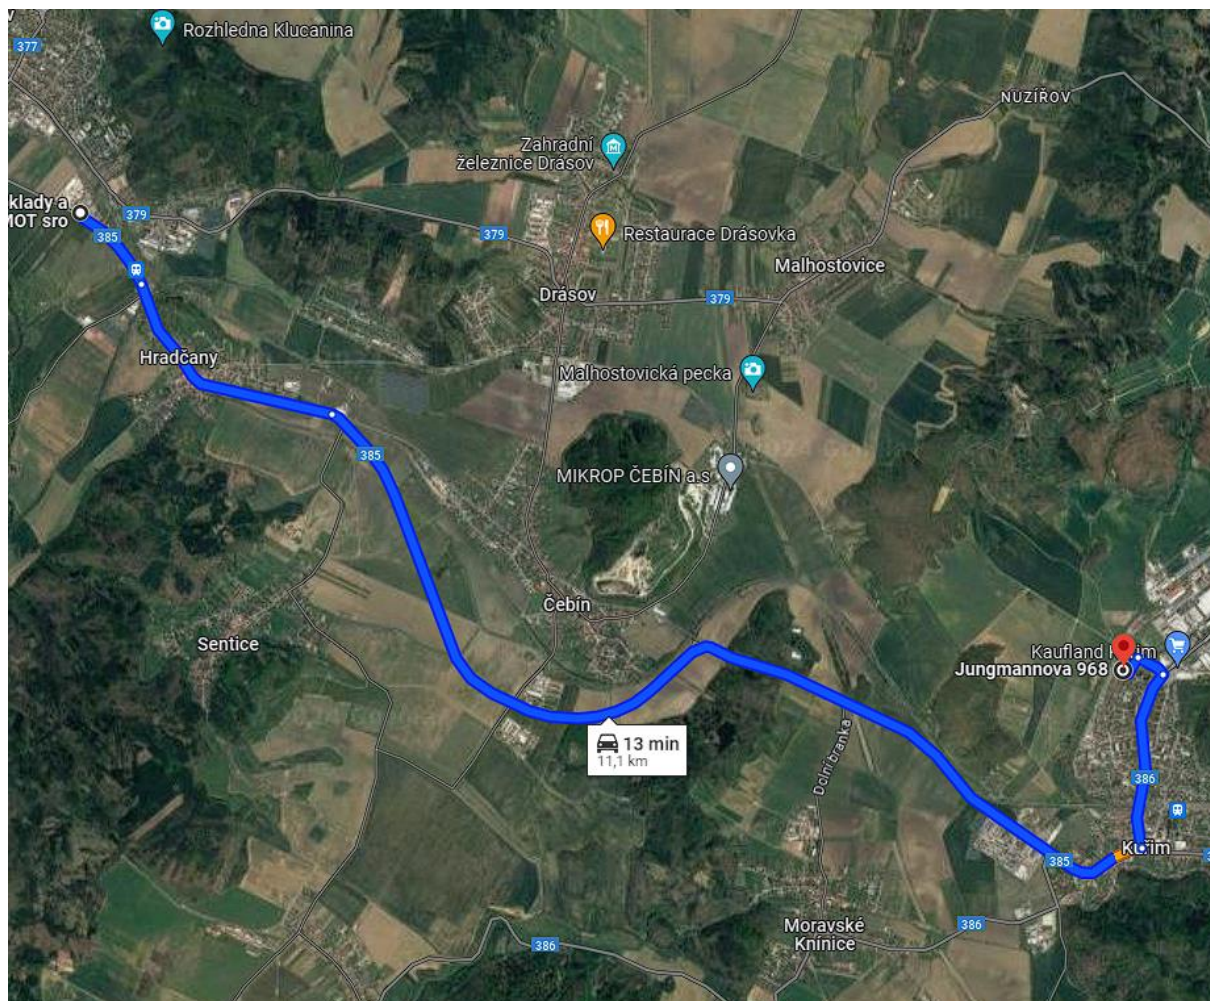 Rozhledna Klucanina
377
NUZÍŘOV
Zahradní
železnice Drásov
klady a
MOT sro
379
385
379
Restaurace Drásovka
Malhostovice
Drásov
379
Hradčany
Malhostovická pecka
385
MIKROP ČEBÍN a.s
Čebín
Sentice
Kaufland
Jungmannova 968
13 min
11,1 km
Dolní branka
386
Kuřim
385
Moravské
Knínice
386
386